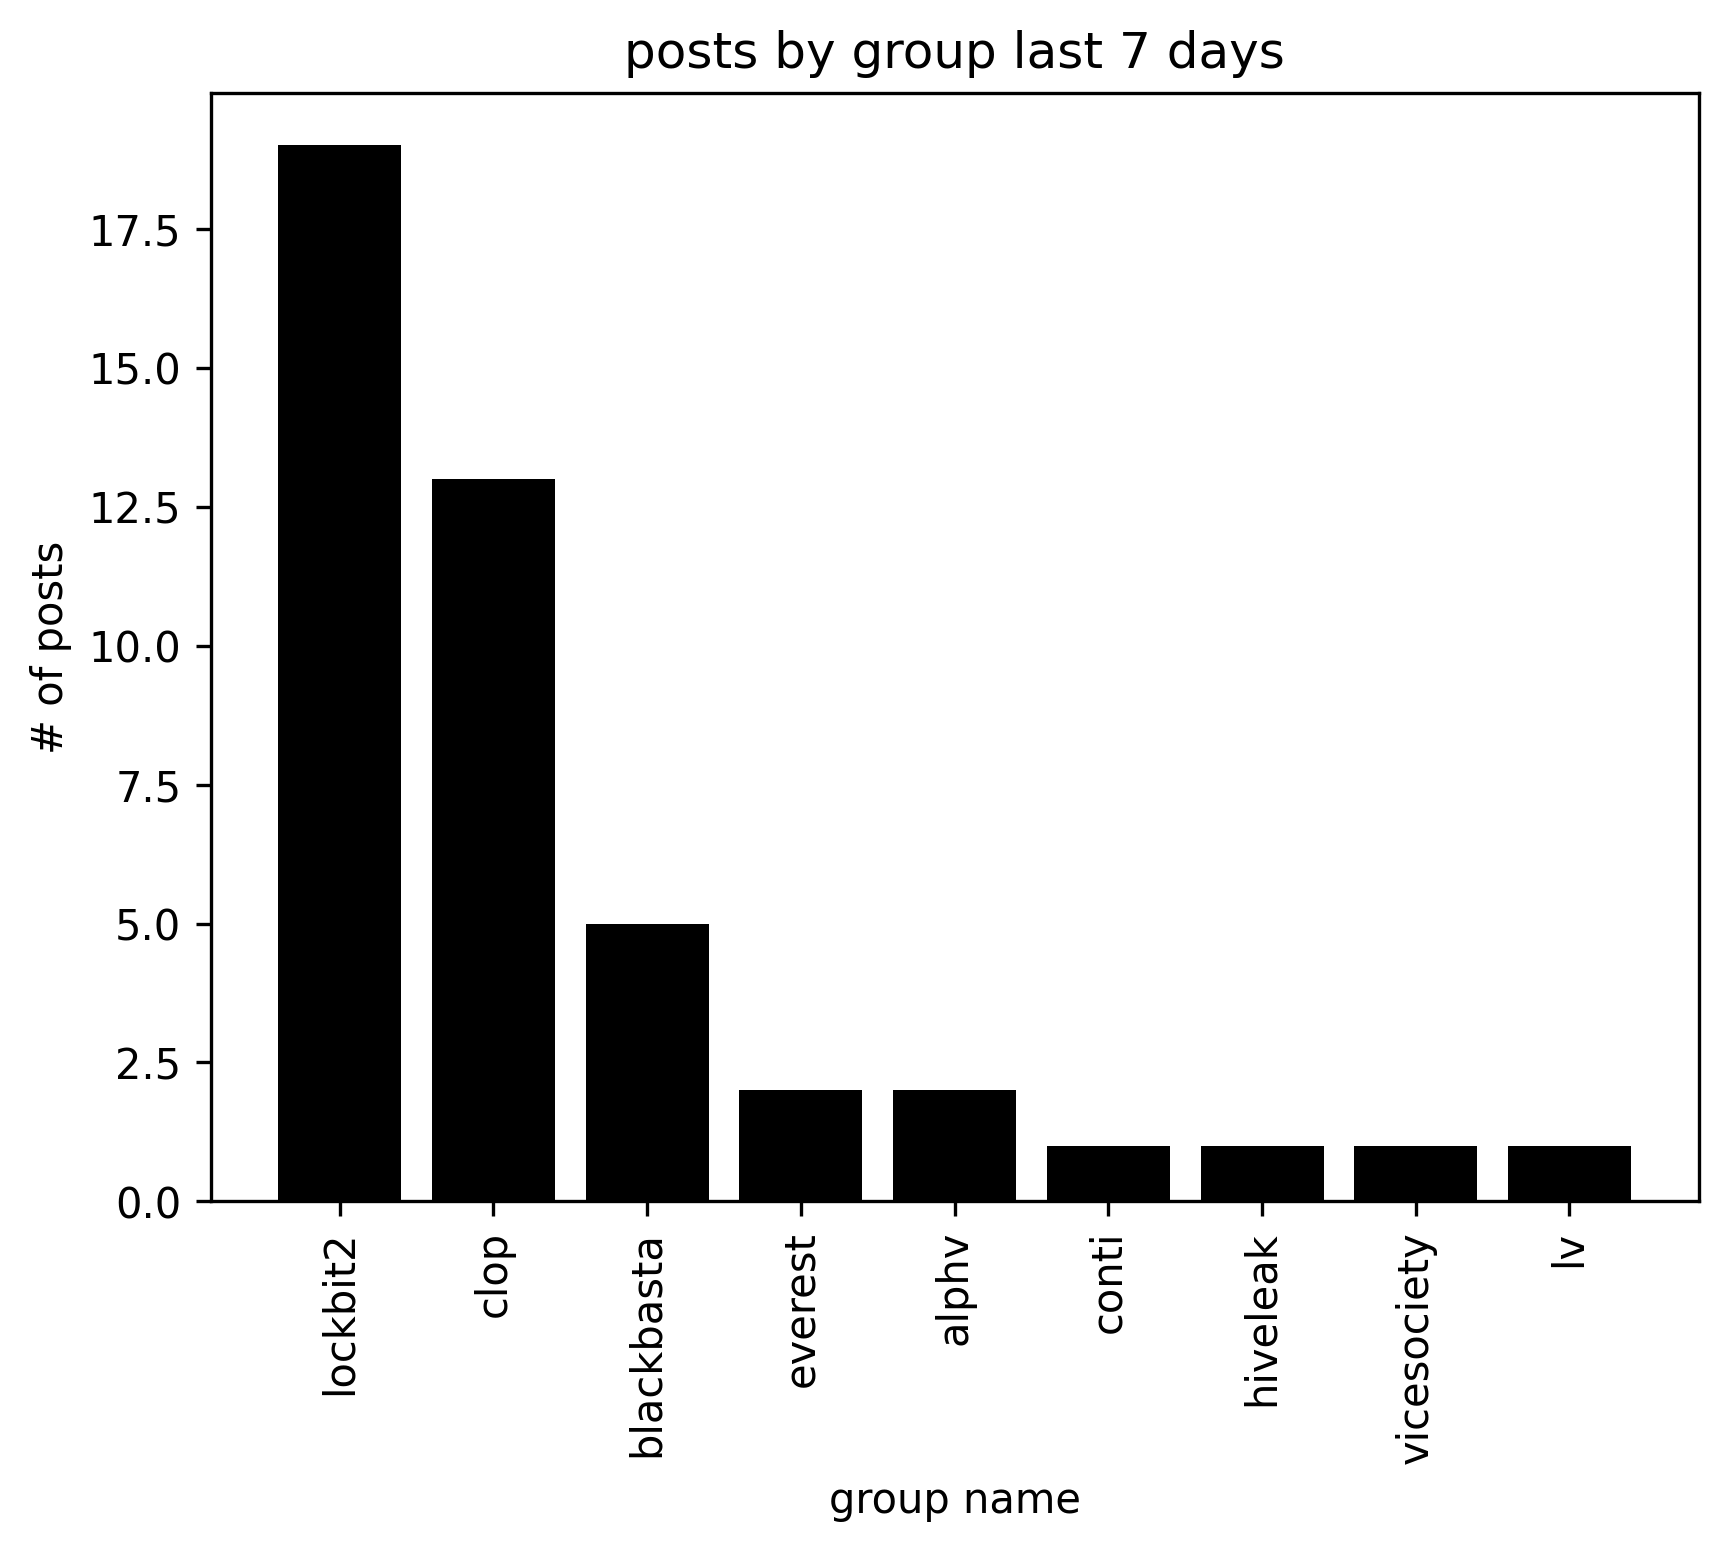 posts by group last 7 days
# of posts
17.5
15.0
12.5
10.0
7.5
5.0
2.5
0.0
lockbit2
clop
blackbasta
everest
alphv
conti
hiveleak
vicesociety
lv
group name